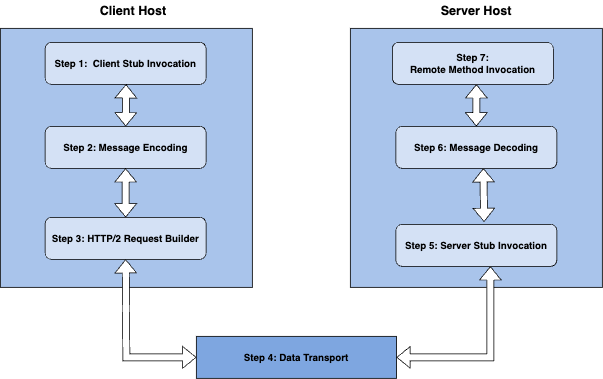 Client Host
Server Host
Step 1: Client Stub Invocation
Step 2: Message Encoding
Step 3: HTTP/2 Request Builder
Step 4: Data Transport
Step 5: Server Stub Invocation
Step 6: Message Decoding
Step 7:
Remote Method Invocation